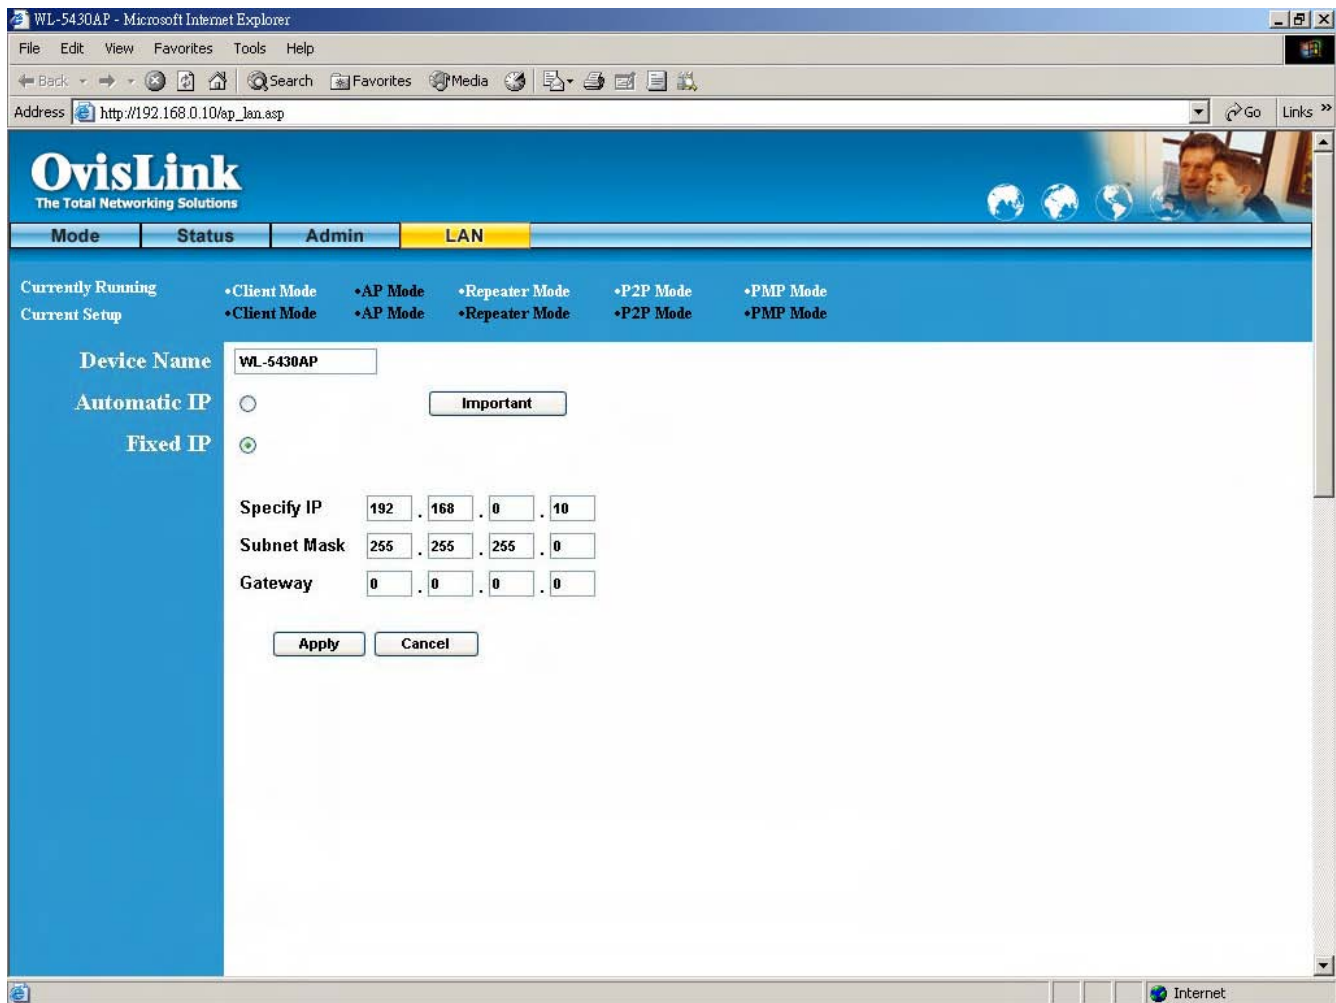 WL-5430AP - Microsoft Internet Explorer
File Edit View Favorites Tools Help
Back Search Favorites Media
Address http://192.168.0.10/ap_lan.asp Go Links »
OvisLink
The Total Networking Solutions
Mode Status Admin LAN
Currently Running •Client Mode •AP Mode •Repeater Mode •P2P Mode •PMP Mode
Current Setup •Client Mode •AP Mode •Repeater Mode •P2P Mode •PMP Mode
Device Name WL-5430AP
Automatic IP Important
Fixed IP
Specify IP 192 . 168 . 0 . 10
Subnet Mask 255 . 255 . 255 . 0
Gateway 0 . 0 . 0 . 0
Apply Cancel
Internet